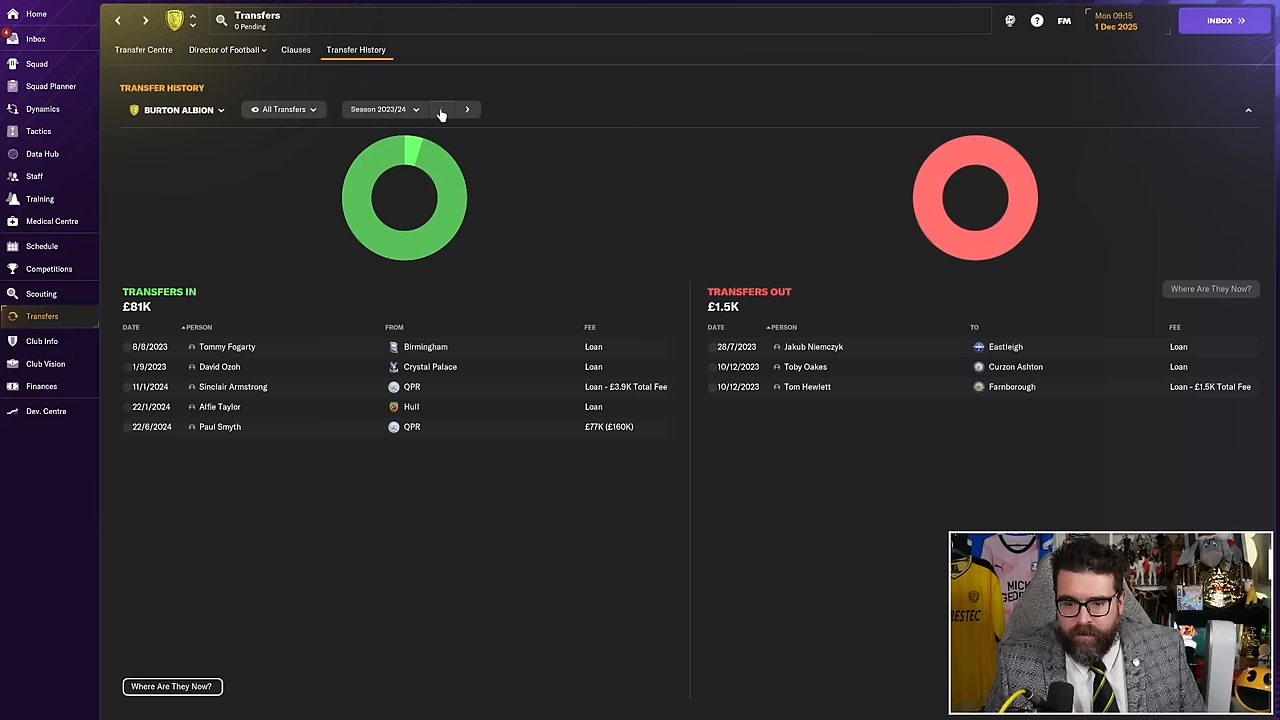 Home
4
Inbox
Squad
Squad Planner
Dynamics
Tactics
Data Hub
Staff
Training
Medical Centre
Schedule
Competitions
Scouting
Transfers
Club Info
Club Vision
Finances
Dev. Centre
Transfers
0 Pending
?
FM
Mon 09:15
1 Dec 2025
INBOX
Transfer Centre Director of Football Clauses Transfer History
TRANSFER HISTORY
BURTON ALBION All Transfers Season 2023/24
TRANSFERS IN
£81K
DATE PERSON FROM FEE
8/8/2023 Tommy Fogarty Birmingham Loan
1/9/2023 David Ozoh Crystal Palace Loan
11/1/2024 Sinclair Armstrong QPR Loan - £3.9K Total Fee
22/1/2024 Alfie Taylor Hull Loan
22/6/2024 Paul Smyth QPR £77K (£160K)
Where Are They Now?
TRANSFERS OUT
£1.5K
Where Are They Now?
DATE PERSON TO FEE
28/7/2023 Jakub Niemczyk Eastleigh Loan
10/12/2023 Toby Oakes Curzon Ashton Loan
10/12/2023 Tom Hewlett Farnborough Loan - £1.5K Total Fee
RESTEC
MICK